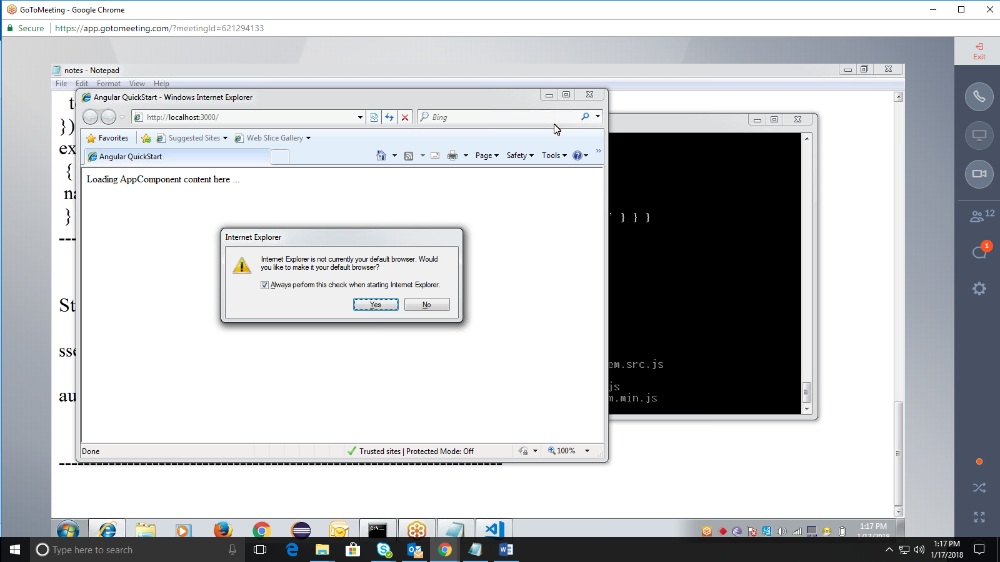 GoToMeeting - Google Chrome
Secure https://app.gotomeeting.com/?meetingId=621294133
Exit
notes - Notepad
File Edit Format View Help
Angular QuickStart - Windows Internet Explorer
http://localhost:3000/
Bing
Favorites Suggested Sites Web Slice Gallery
Angular QuickStart
Page Safety Tools
»
Loading AppComponent content here ...
})
ex
{
na
}
' } } }
12
1
Internet Explorer
Internet Explorer is not currently your default browser. Would
you like to make it your default browser?
Always perform this check when starting Internet Explorer.
Yes No
St
sse
au
em.src.js
js
m.min.js
Done Trusted sites | Protected Mode: Off 100%
--------------------------------------------------------------------
C:\
1:17 PM
1/17/2018
Type here to search
1:17 PM
1/17/2018